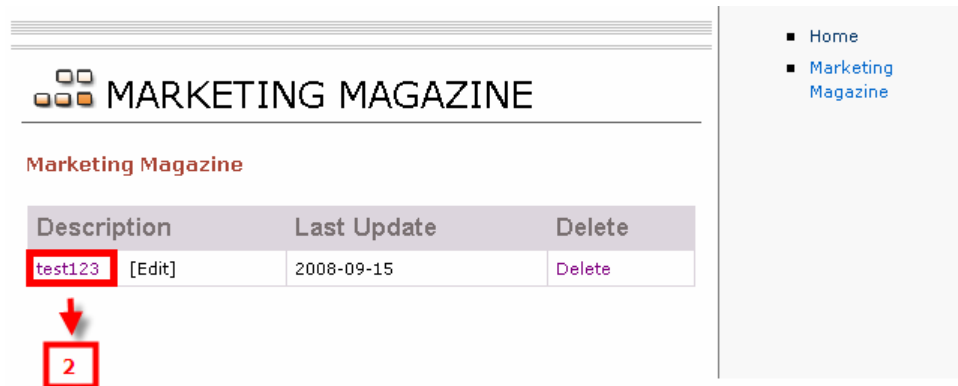 MARKETING MAGAZINE
Marketing Magazine
Description Last Update Delete
test123 [Edit] 2008-09-15 Delete
2
Home
Marketing
Magazine